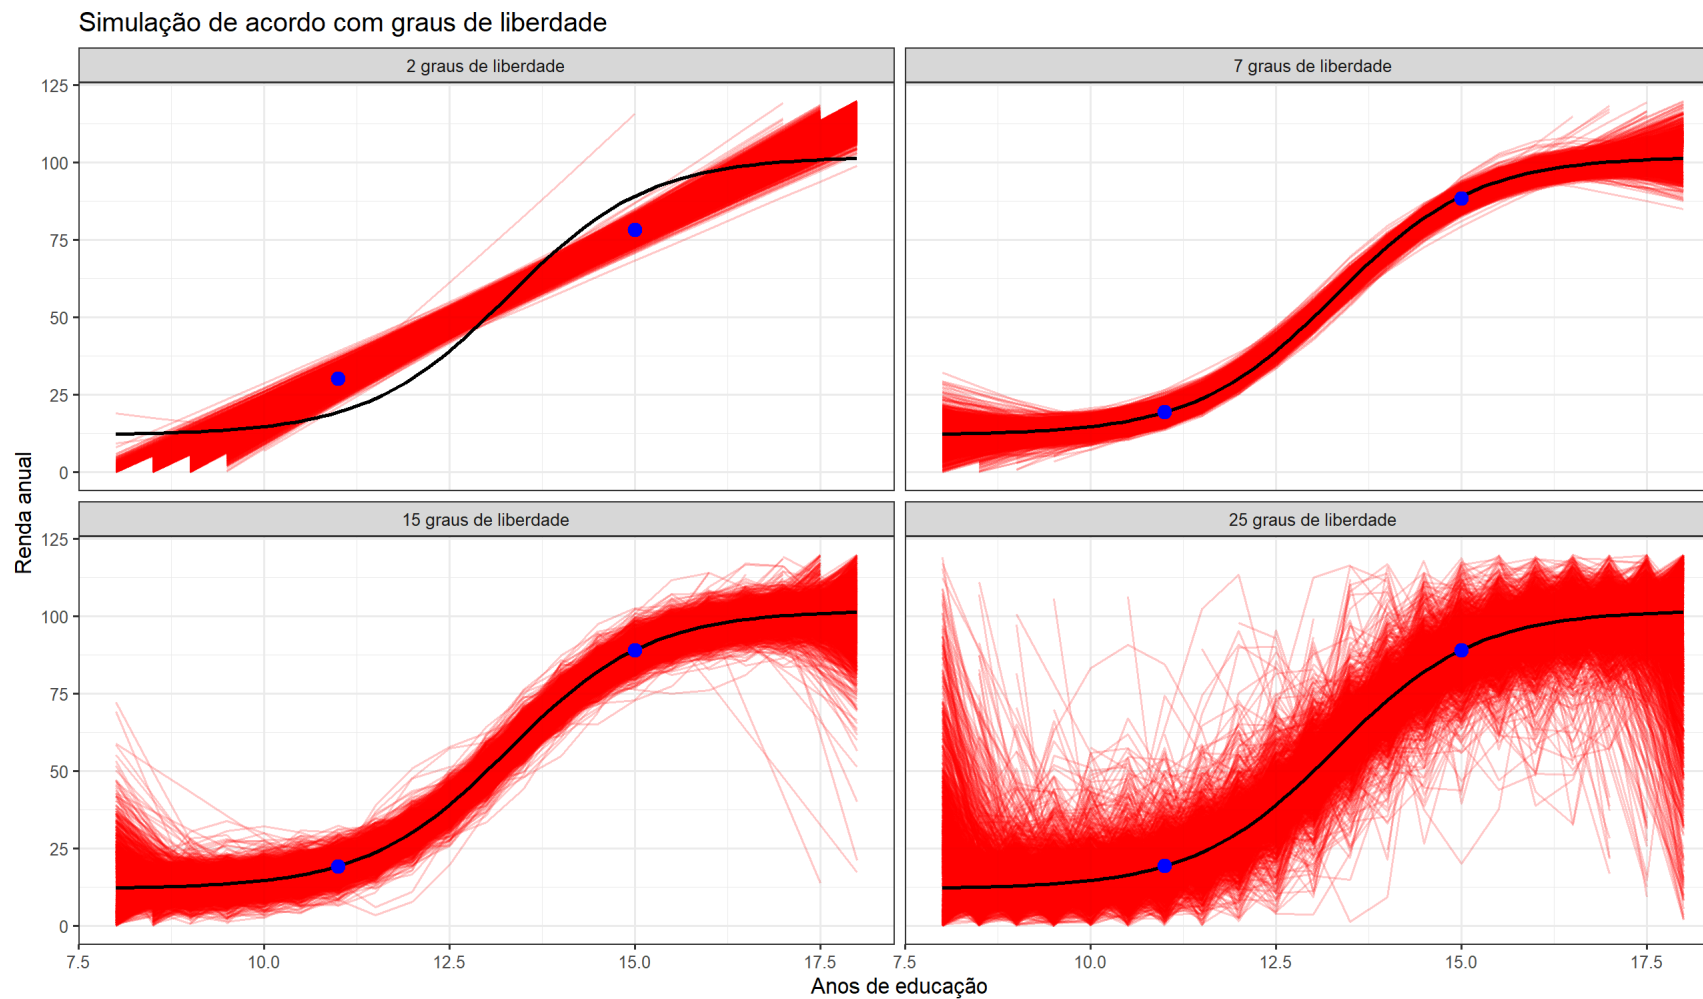 Simulação de acordo com graus de liberdade
2 graus de liberdade
7 graus de liberdade
125
100
75
50
25
0
15 graus de liberdade
25 graus de liberdade
125
100
75
50
25
0
Renda anual
7.5 10.0 12.5 15.0 17.5
7.5 10.0 12.5 15.0 17.5
Anos de educação